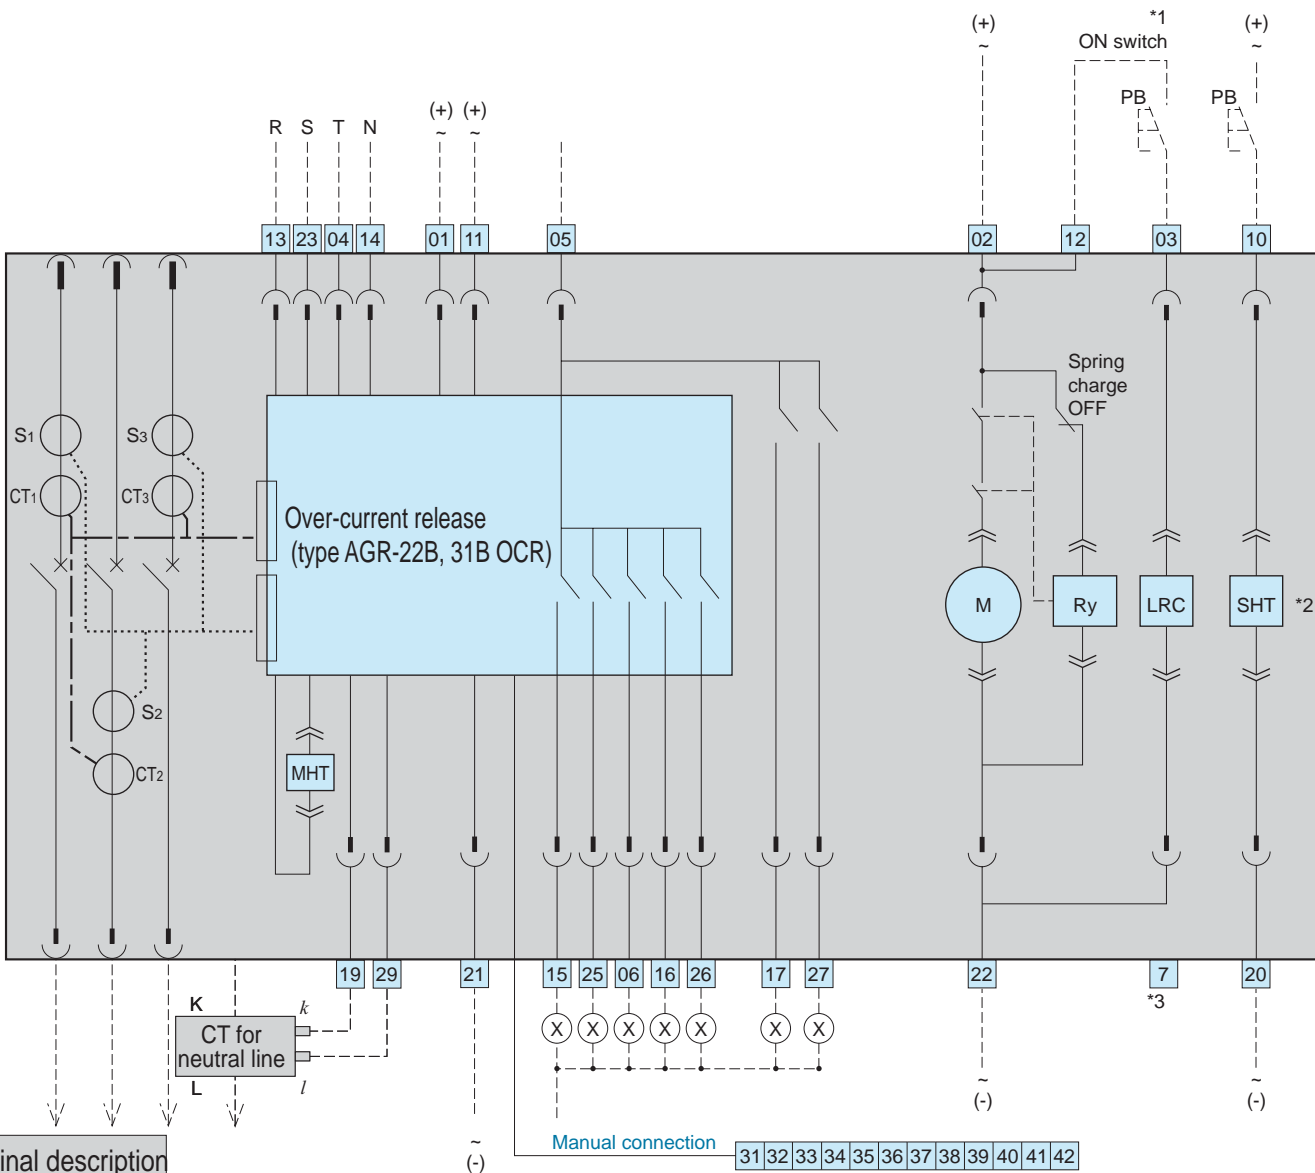 (+)
~
*1
ON switch
(+)
~
PB
PB
(+)
~
(+)
~
R S T N
13 23 04 14 01 11 05 02 12 03 10
Spring
charge
OFF
S1
S3
CT1
CT3
Over-current release
(type AGR-22B, 31B OCR)
M
Ry
LRC
SHT
*2
S2
CT2
MHT
19 29 21 15 25 06 16 26 17 27 22 7 20
*3
K
k
CT for
neutral line
L
l
X X X X X X X
~
(-)
~
(-)
~
(-)
Manual connection
31 32 33 34 35 36 37 38 39 40 41 42
inal description